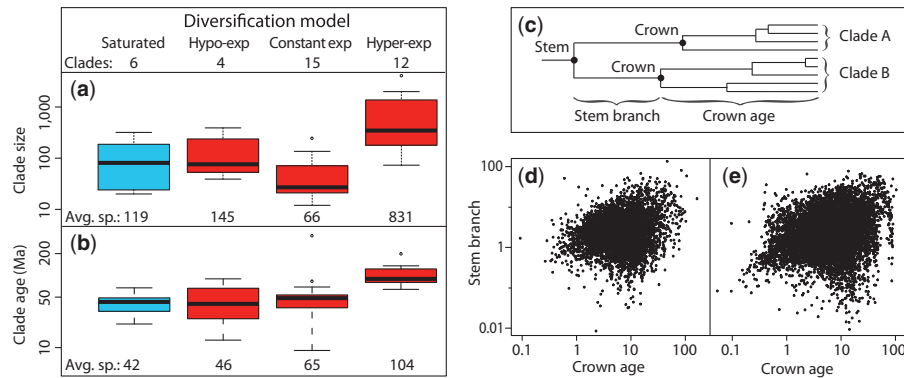 Diversification model
Saturated Hypo-exp Constant exp Hyper-exp
Clades: 6 4 15 12
(a)
Clade size
1,000
100
10
Avg. sp.: 119 145 66 831
(b)
Clade age (Ma)
200
50
10
Avg. sp.: 42 46 65 104
(c)
Stem
Crown
Crown
Clade A
Clade B
Stem branch
Crown age
(d)
(e)
Stem branch
100
1
0.01
0.1 1 10 100
0.1 1 10 100
Crown age
Crown age